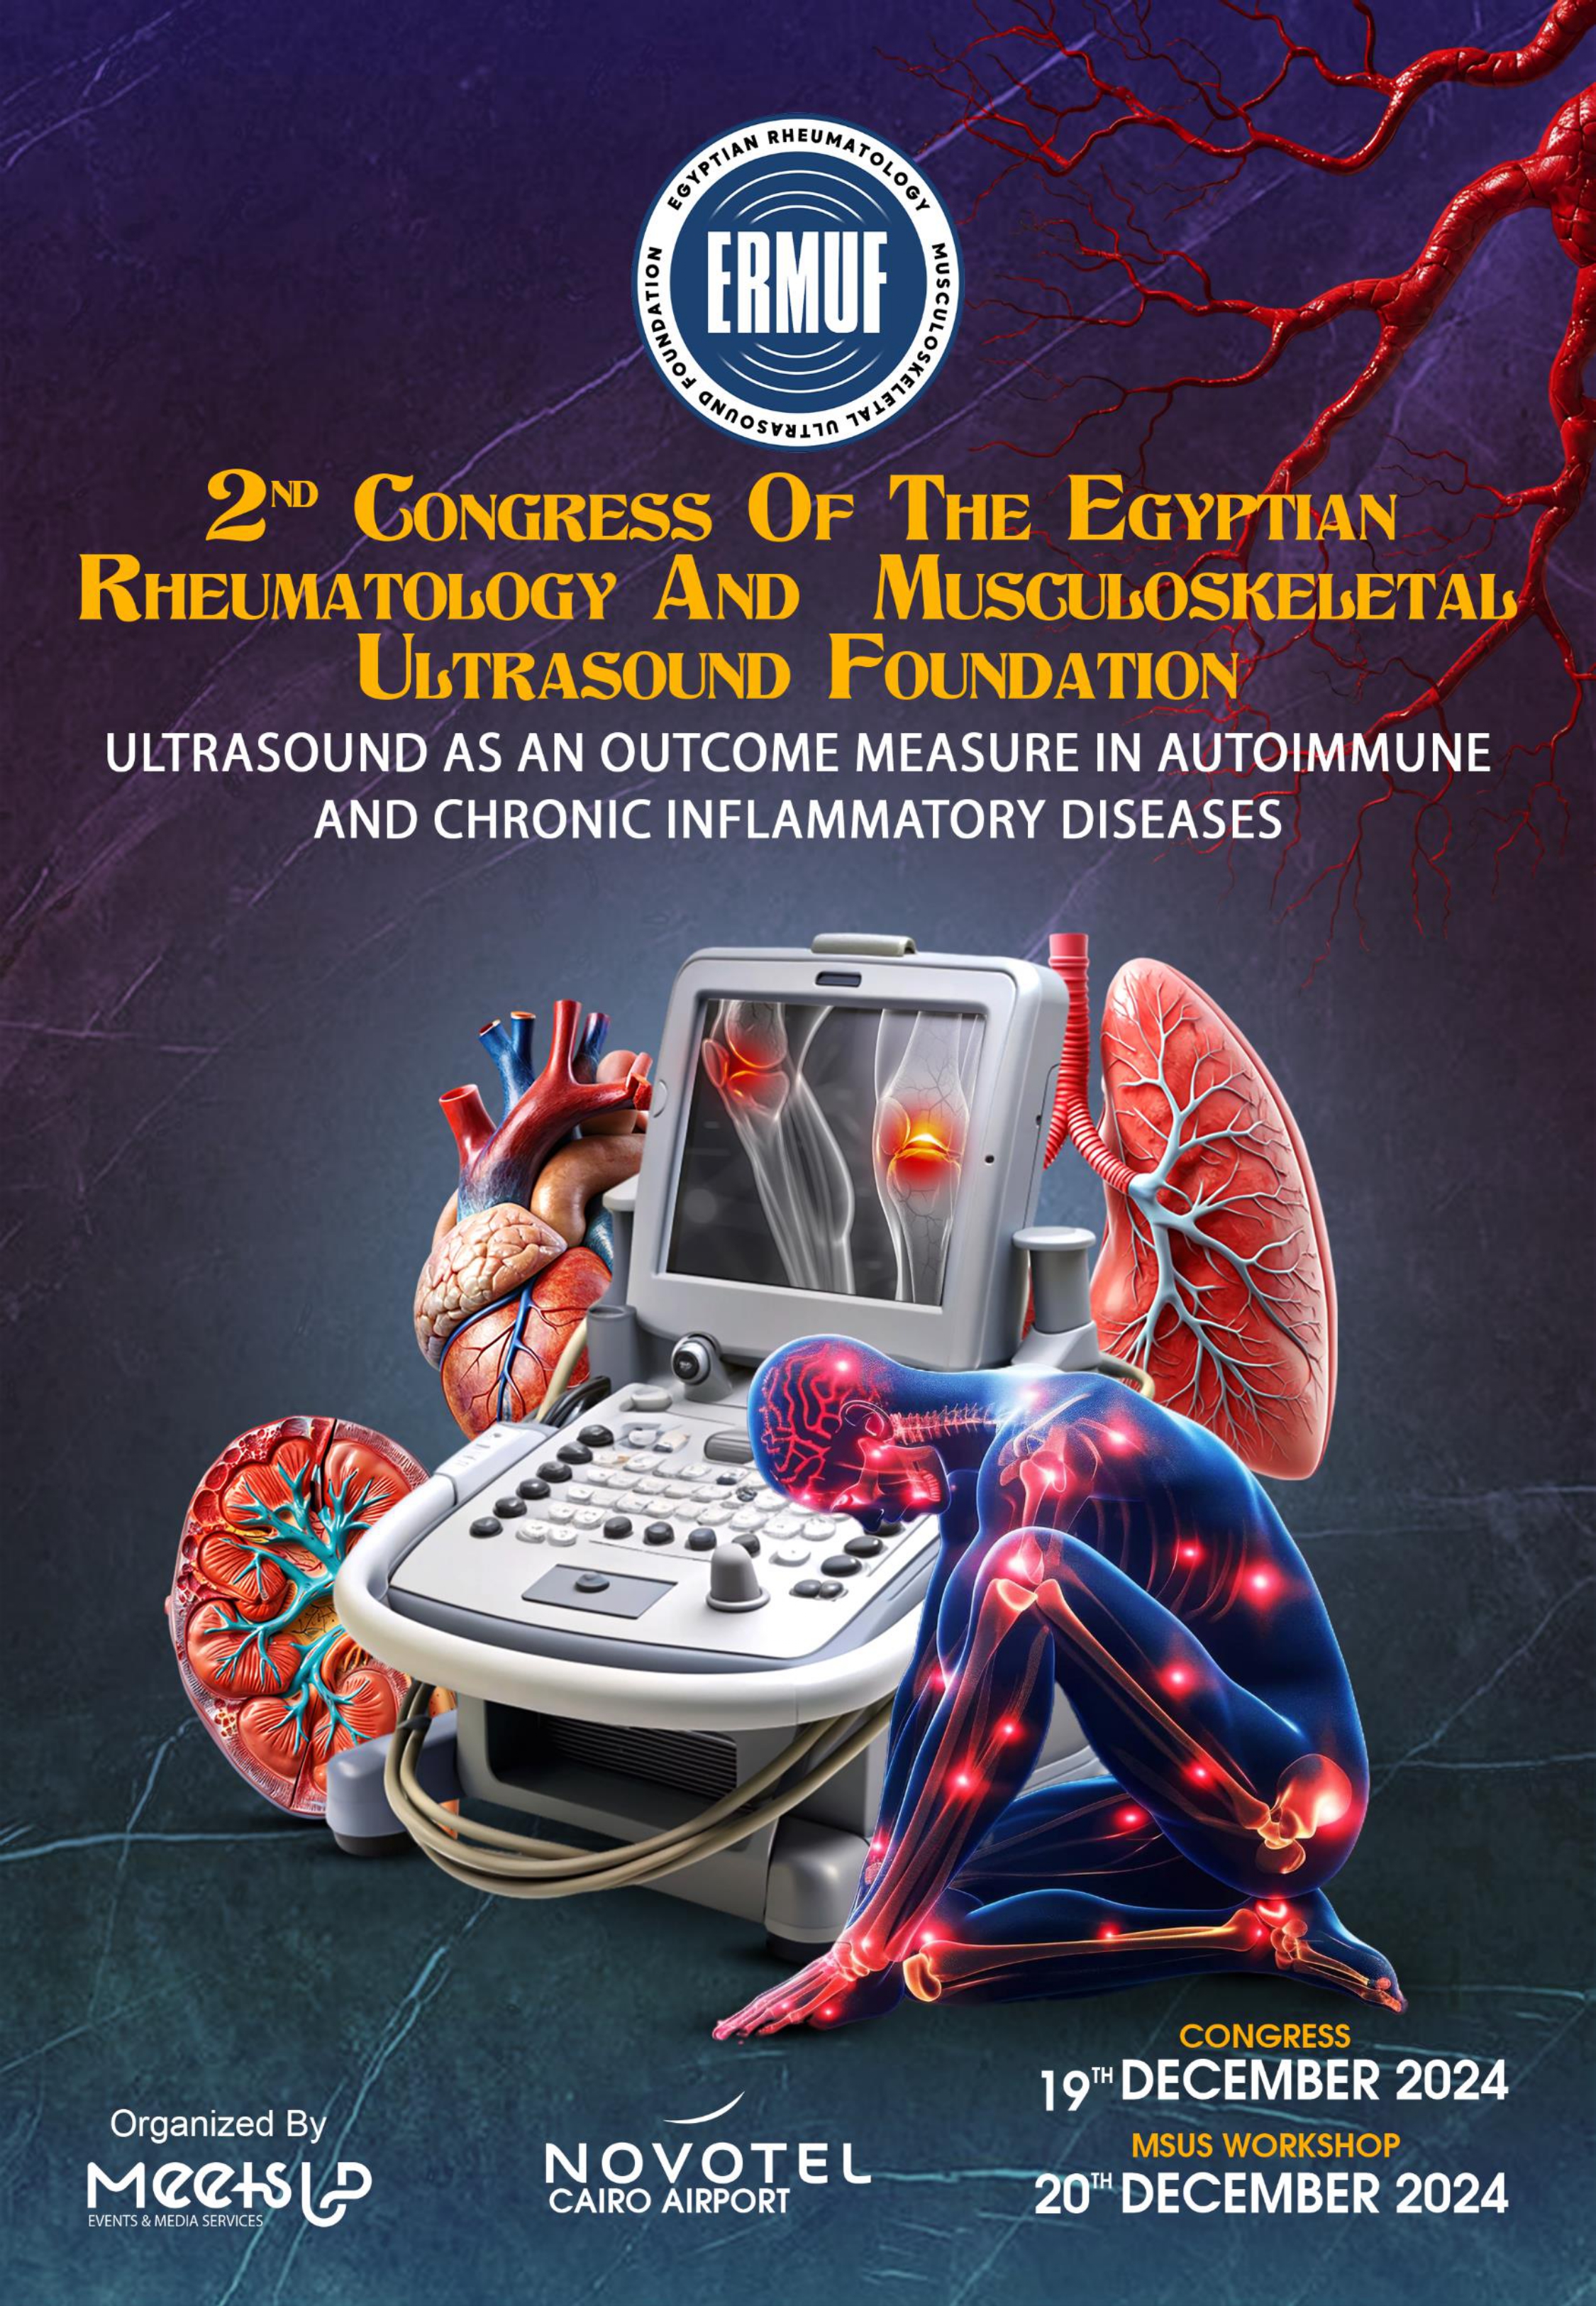 EGYPTIAN RHEUMATOLOGY MUSCULOSKELETAL ULTRASOUND FOUNDATION
ERMUF
2ND CONGRESS OF THE EGYPTIAN
RHEUMATOLOGY AND MUSCULOSKELETAL
ULTRASOUND FOUNDATION
ULTRASOUND AS AN OUTCOME MEASURE IN AUTOIMMUNE
AND CHRONIC INFLAMMATORY DISEASES
CONGRESS
19TH DECEMBER 2024
MSUS WORKSHOP
20TH DECEMBER 2024
Organized By
MeetsUP
EVENTS & MEDIA SERVICES
NOVOTEL
CAIRO AIRPORT